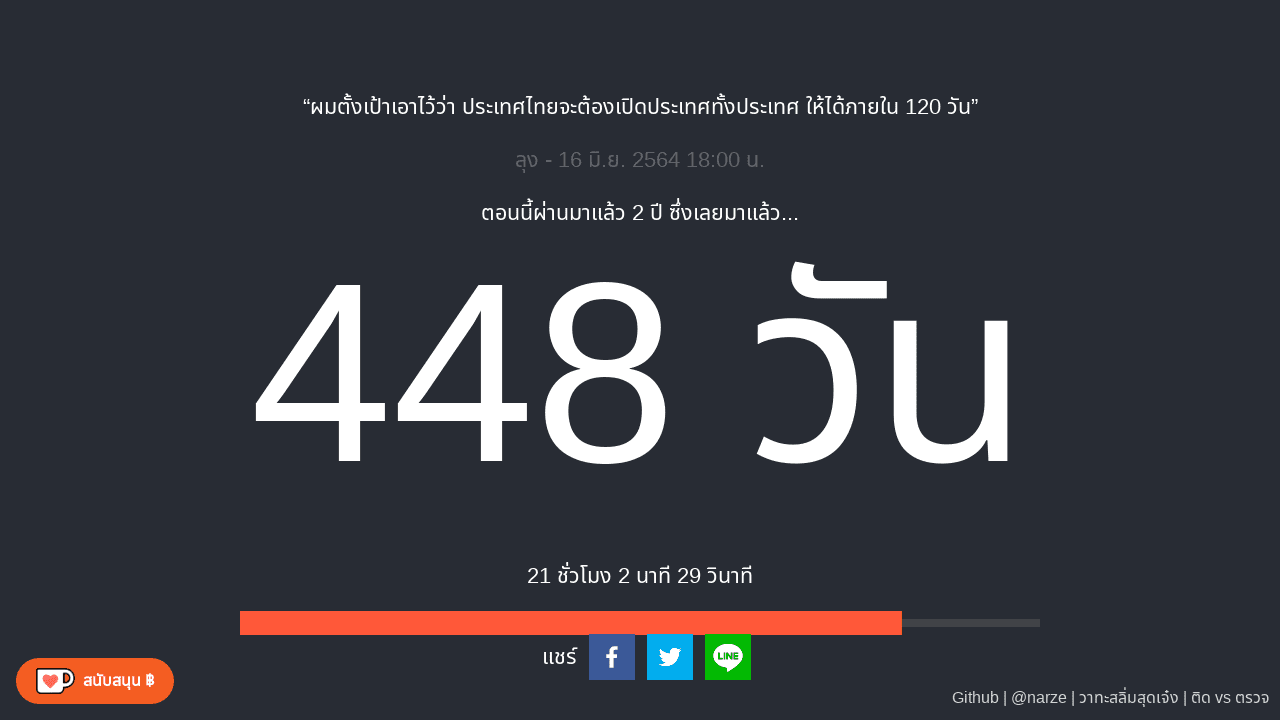 “ผมตั้งเป้าเอาไว้ว่า ประเทศไทยจะต้องเปิดประเทศทั้งประเทศ ให้ได้ภายใน 120 วัน”
ลุง - 16 มิ.ย. 2564 18:00 น.
ตอนนี้ผ่านมาแล้ว 2 ปี ซึ่งเลยมาแล้ว...
448 วัน
21 ชั่วโมง 2 นาที 29 วินาที
แชร์
LINE
สนับสนุน ฿
Github | @narze | วาทะสลิ่มสุดเจ๋ง | ติด vs ตรวจ